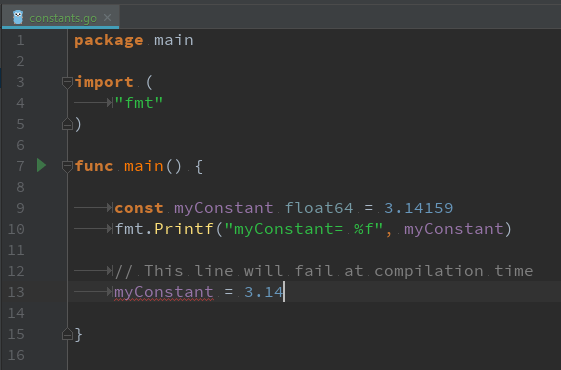 constants.go
1 package main
2
3 import (
4 "fmt"
5 )
6
7 func main() {
8
9 const myConstant float64 = 3.14159
10 fmt.Printf("myConstant= %f", myConstant)
11
12 // This line will fail at compilation time
13 myConstant = 3.14
14
15 }
16